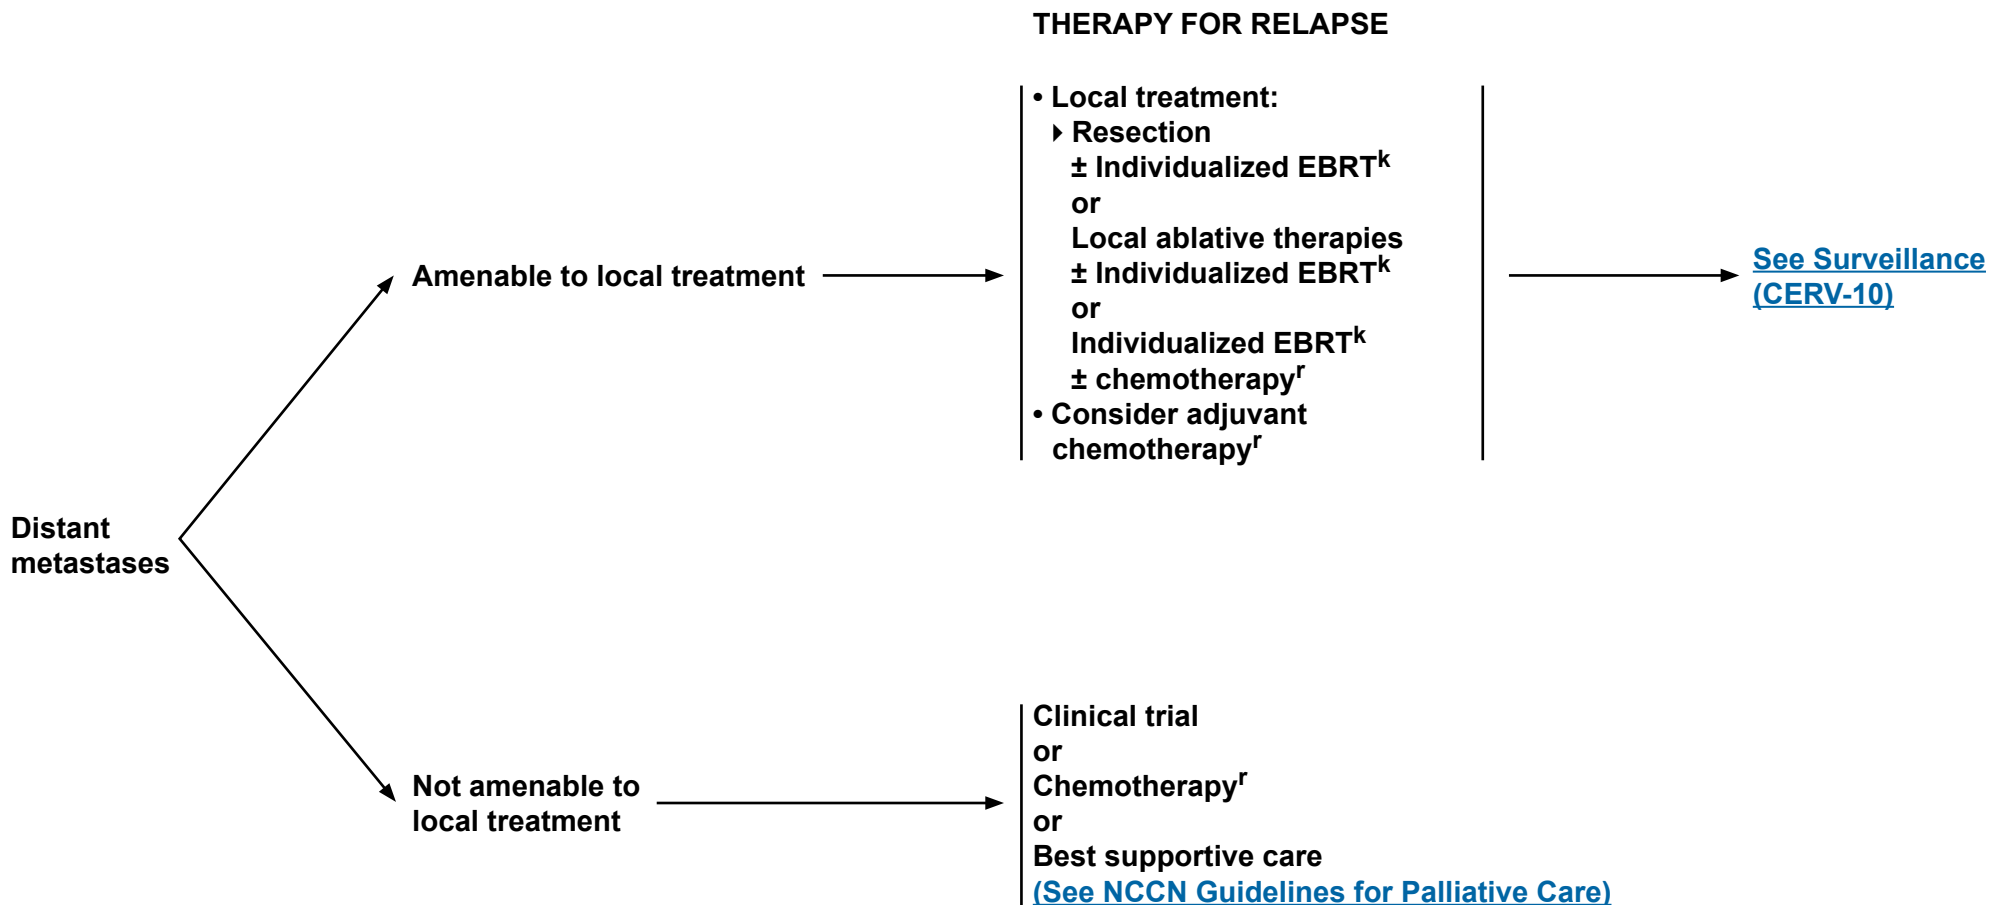 THERAPY FOR RELAPSE
• Local treatment:
▸ Resection
± Individualized EBRTᵏ
or
Local ablative therapies
± Individualized EBRTᵏ
or
Individualized EBRTᵏ
± chemotherapyʳ
• Consider adjuvant
chemotherapyʳ
Amenable to local treatment
See Surveillance
(CERV-10)
Distant
metastases
Not amenable to
local treatment
Clinical trial
or
Chemotherapyʳ
or
Best supportive care
(See NCCN Guidelines for Palliative Care)